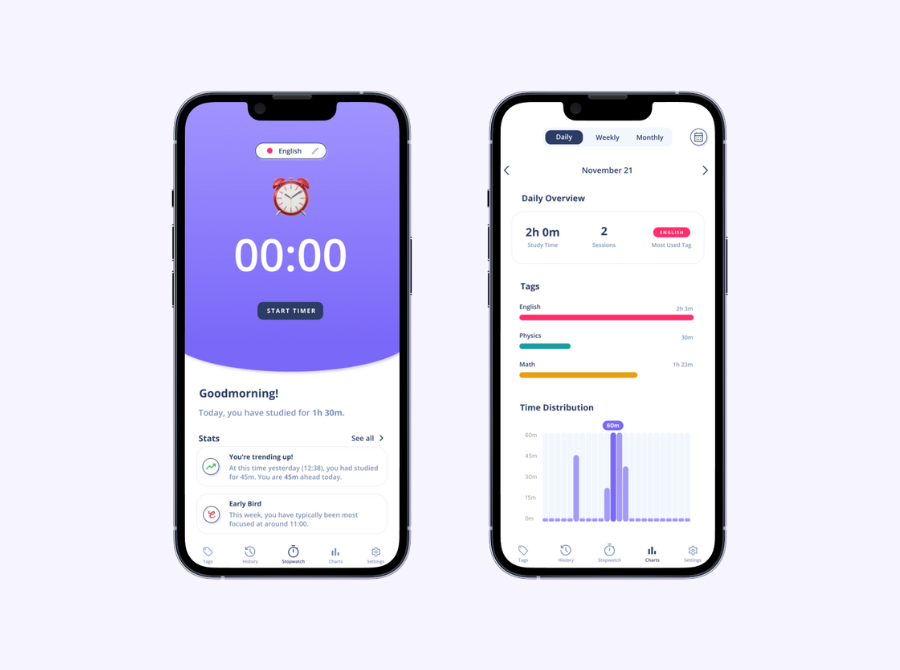 English
00:00
START TIMER
Goodmorning!
Today, you have studied for 1h 30m.
Stats
See all
You're trending up!
At this time yesterday (12:38), you had studied
for 45m. You are 45m ahead today.
Early Bird
This week, you have typically been most
focused at around 11:00.
Tags
History
Stopwatch
Charts
Settings
Daily
Weekly
Monthly
November 21
Daily Overview
2h 0m
2
ENGLISH
Study Time
Sessions
Most Used Tag
Tags
English
2h 3m
Physics
30m
Math
1h 23m
Time Distribution
60m
60m
45m
30m
15m
0m
Tags
History
Stopwatch
Charts
Settings